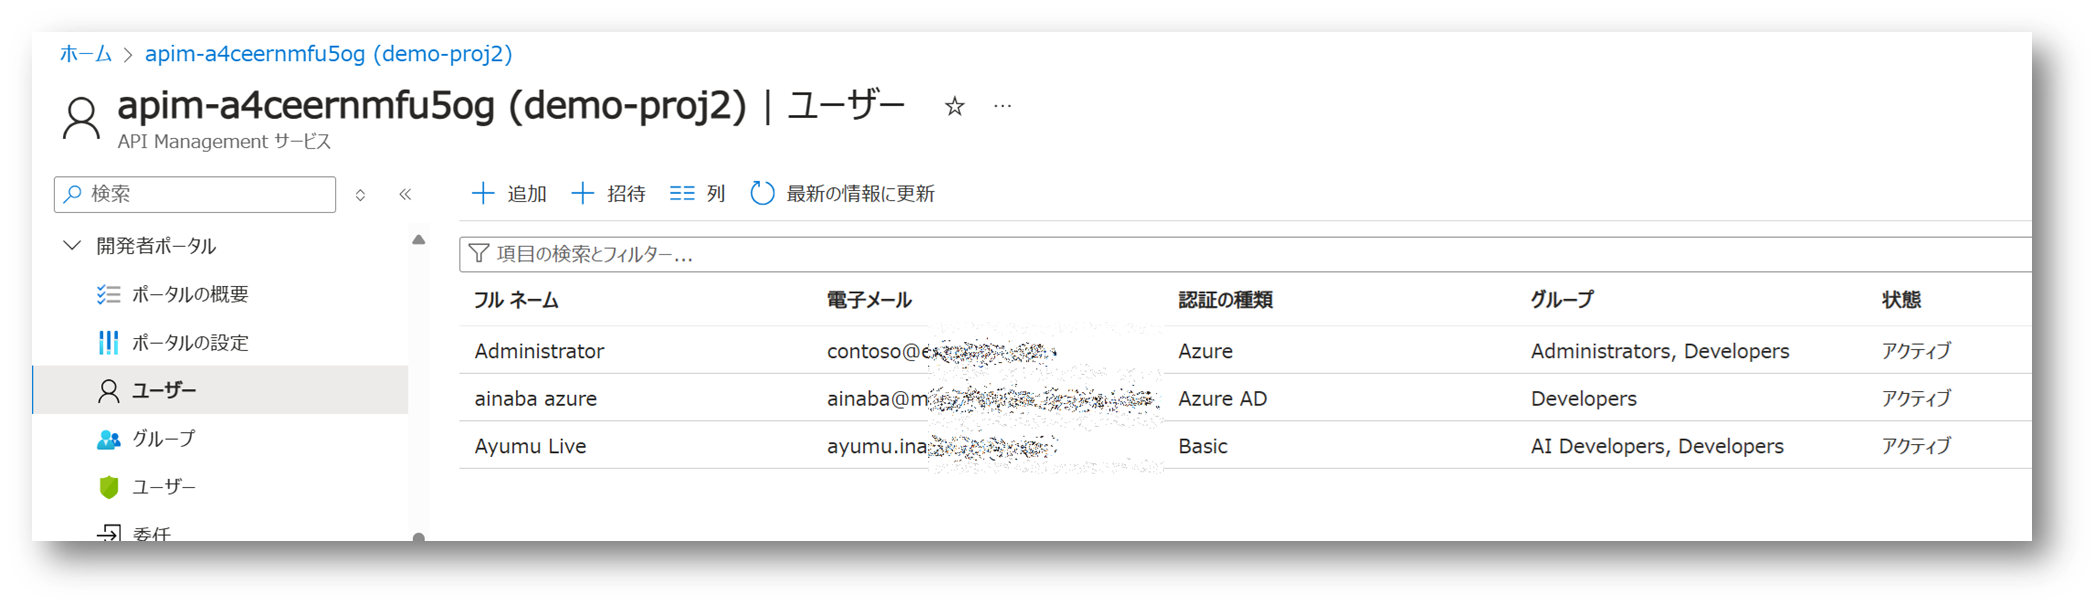 ホーム > apim-a4ceernmfu5og (demo-proj2)
apim-a4ceernmfu5og (demo-proj2) | ユーザー ☆ …
API Management サービス
検索
追加 招待 列 最新の情報に更新
開発者ポータル
ポータルの概要
ポータルの設定
ユーザー
グループ
ユーザー
委任
項目の検索とフィルター...
フル ネーム 電子メール 認証の種類 グループ 状態
Administrator contoso@e Azure Administrators, Developers アクティブ
ainaba azure ainaba@m Azure AD Developers アクティブ
Ayumu Live ayumu.ina Basic AI Developers, Developers アクティブ